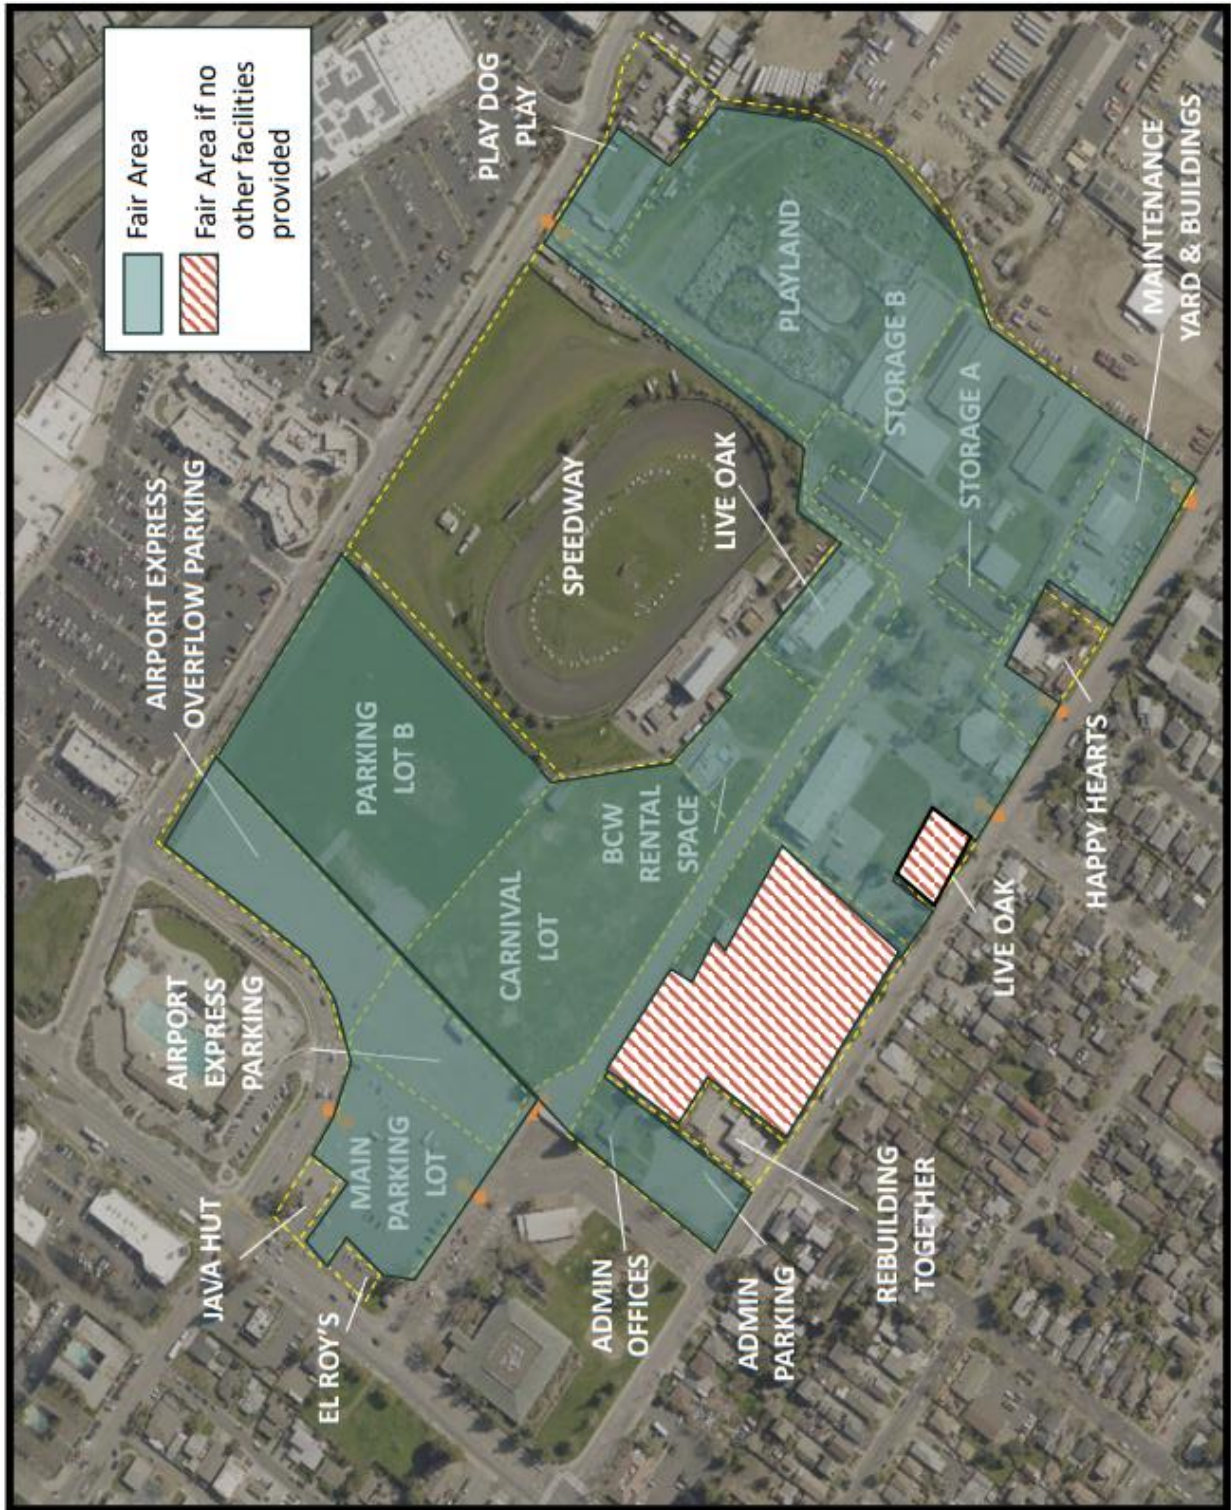 Fair Area
Fair Area if no
other facilities
provided
PLAY DOG
PLAY
PLAYLAND
MAINTENANCE
YARD & BUILDINGS
STORAGE B
STORAGE A
AIRPORT EXPRESS
OVERFLOW PARKING
SPEEDWAY
LIVE OAK
PARKING
LOT B
BCW
RENTAL
SPACE
HAPPY HEARTS
CARNIVAL
LOT
LIVE OAK
AIRPORT
EXPRESS
PARKING
MAIN
PARKING
LOT
JAVA HUT
EL ROY'S
ADMIN
OFFICES
ADMIN
PARKING
REBUILDING
TOGETHER